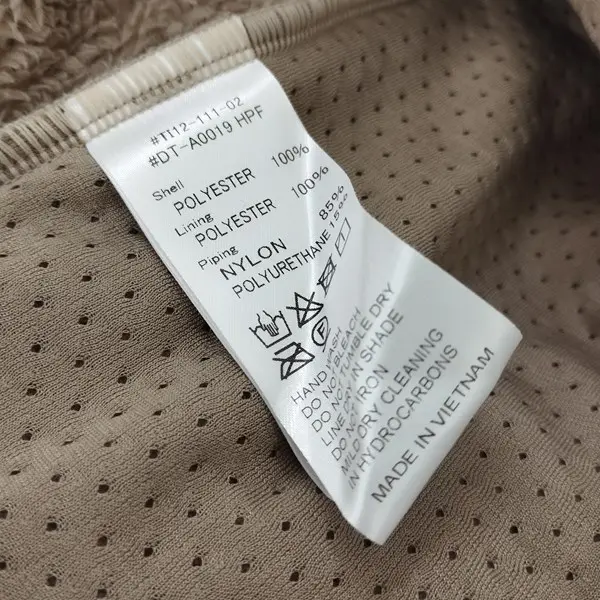 #TI12-111-02
#DT-A0019 HPF
Shell
POLYESTER 100%
Lining
POLYESTER 100%
Piping
NYLON 85%
POLYURETHANE 15%
F
HAND WASH
DO NOT BLEACH
DO NOT TUMBLE DRY
LINE DRY IN SHADE
DO NOT IRON
MILD DRY CLEANING
IN HYDROCARBONS
MADE IN VIETNAM